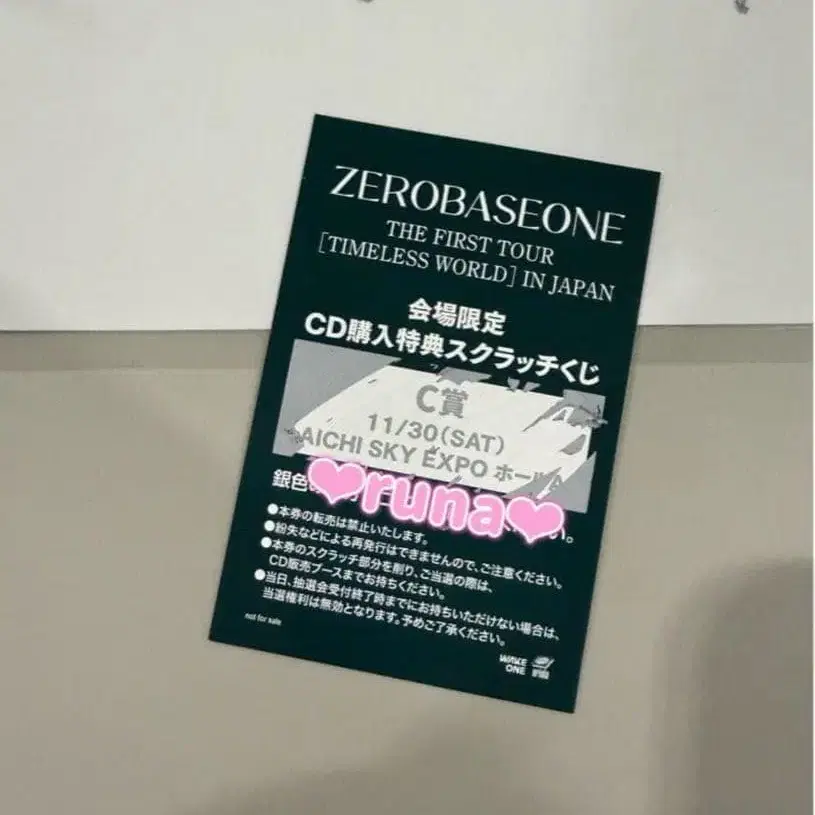 ZEROBASEONE
THE FIRST TOUR
[TIMELESS WORLD] IN JAPAN
会場限定
CD購入特典スクラッチくじ
C賞
11/30(SAT)
AICHI SKY EXPO ホールA
銀色の
い。
♥runa♥
●本券の転売は禁止いたします。
●紛失などによる再発行はできませんので、ご注意ください。
●本券のスクラッチ部分を削り、ご当選の際は、
CD販売ブースまでお持ちください。
●当日、抽選会受付終了時までにお持ちいただけない場合は、
当選権利は無効となります。予めご了承ください。
not for sale
WAKE
ONE